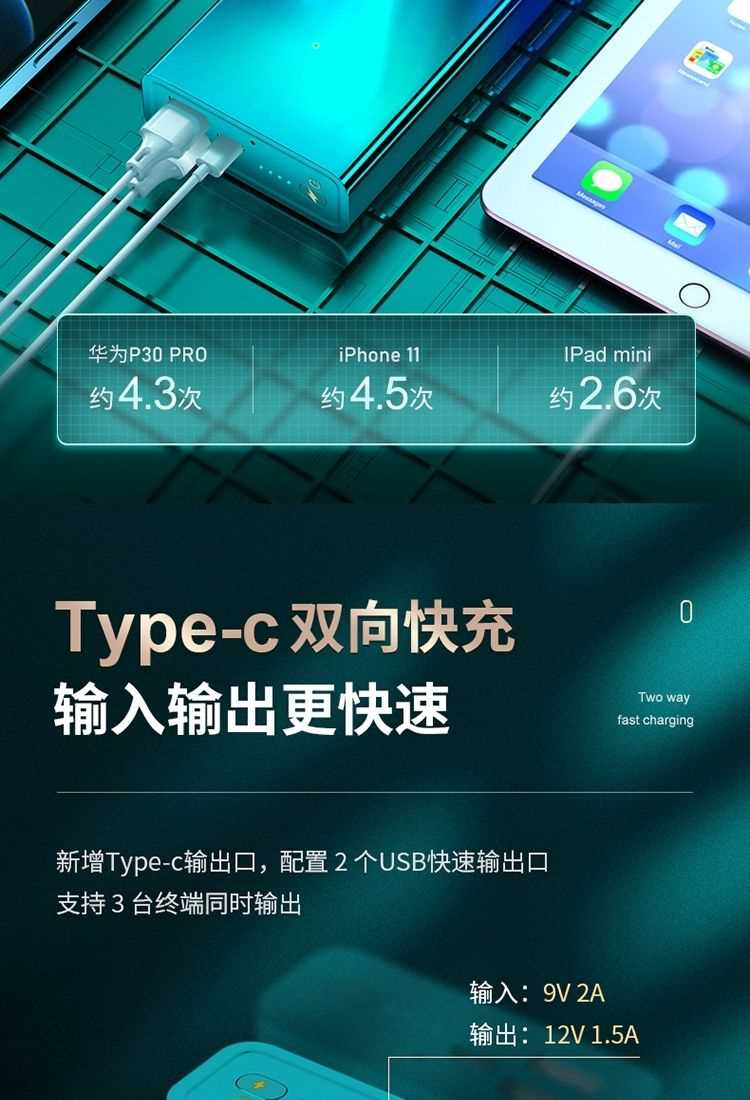 Messages
Mail
华为P30 PRO
iPhone 11
IPad mini
约4.3次
约4.5次
约2.6次
Type-c双向快充
输入输出更快速
Two way
fast charging
新增Type-c输出口，配置 2 个USB快速输出口
支持 3 台终端同时输出
输入：9V 2A
输出：12V 1.5A